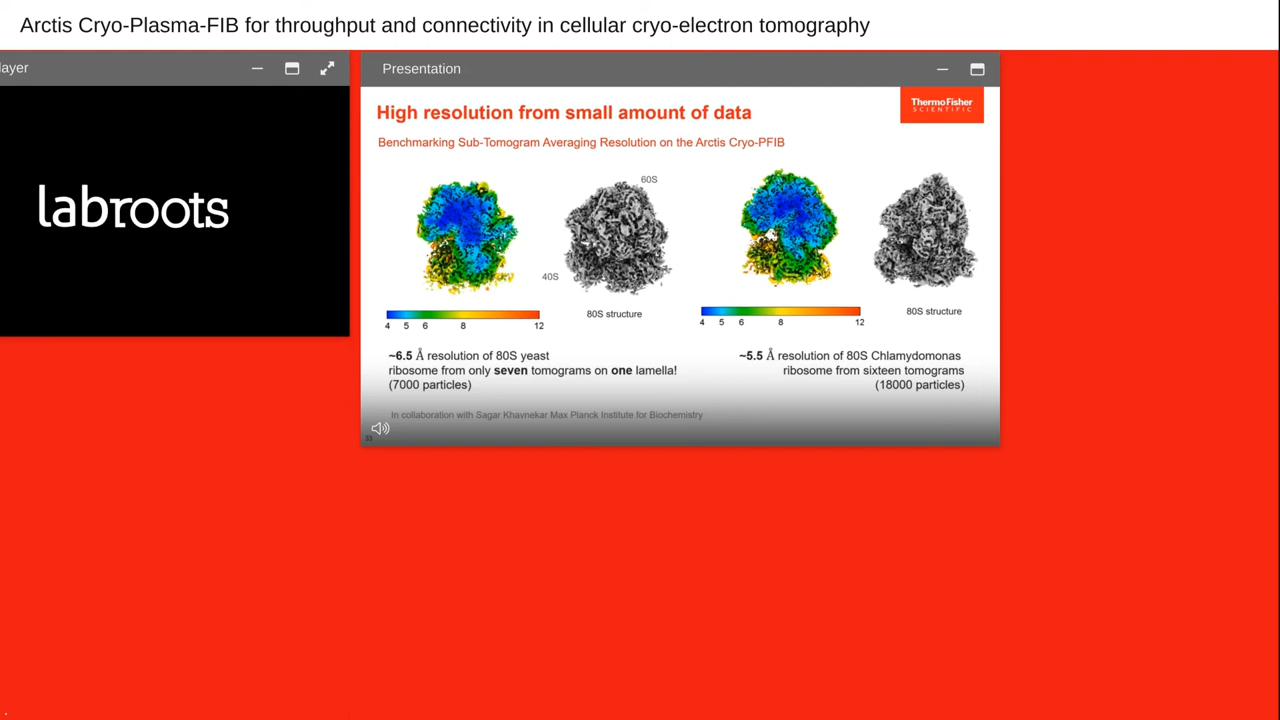 Arctis Cryo-Plasma-FIB for throughput and connectivity in cellular cryo-electron tomography
layer
Presentation
labroots
High resolution from small amount of data
ThermoFisher
SCIENTIFIC
Benchmarking Sub-Tomogram Averaging Resolution on the Arctis Cryo-PFIB
60S
40S
4 5 6 8 12
80S structure
4 5 6 8 12
80S structure
~6.5 Å resolution of 80S yeast
ribosome from only seven tomograms on one lamella!
(7000 particles)
~5.5 Å resolution of 80S Chlamydomonas
ribosome from sixteen tomograms
(18000 particles)
In collaboration with Sagar Khavnekar Max Planck Institute for Biochemistry
33